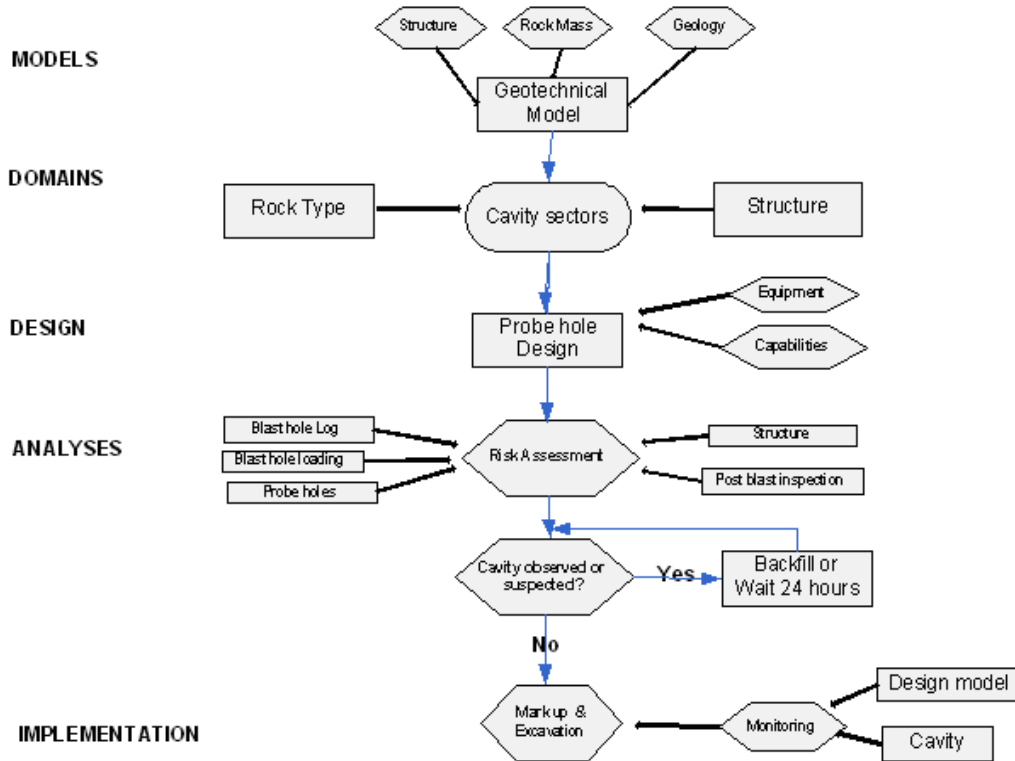 Structure
Rock Mass
Geology
MODELS
Geotechnical
Model
DOMAINS
Rock Type
Cavity sectors
Structure
Equipment
DESIGN
Probe hole
Design
Capabilities
Blast hole Log
Structure
ANALYSES
Risk Assessment
Blast hole loading
Post blast inspection
Probe holes
Cavity observed or
suspected?
Yes
Backfill or
Wait 24 hours
No
Design model
Mark up &
Excavation
Monitoring
IMPLEMENTATION
Cavity